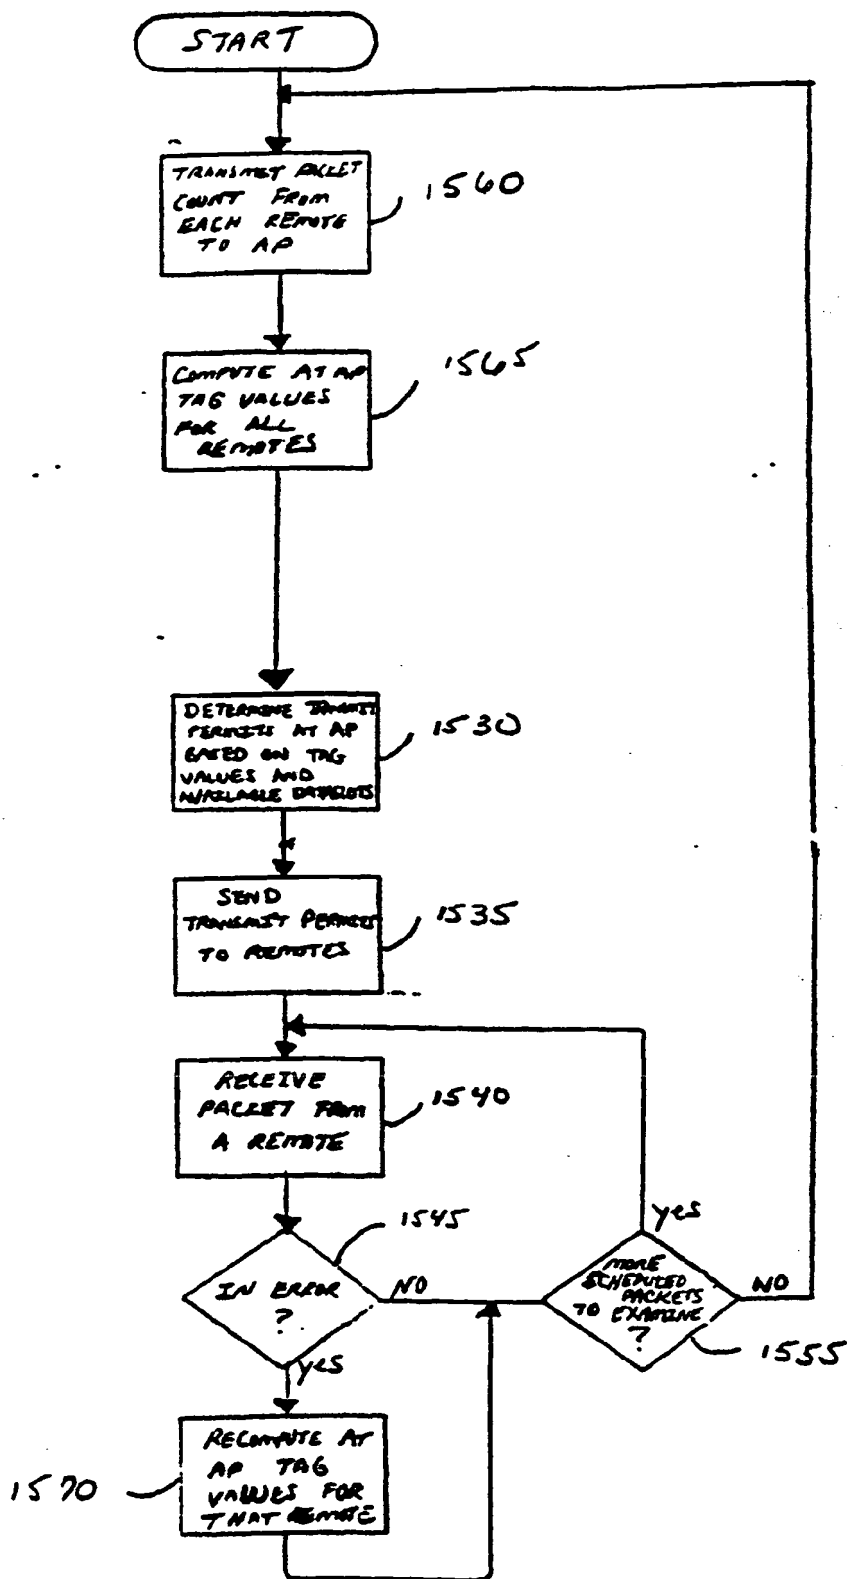 START
TRANSMIT PACKET
COUNT FROM
EACH REMOTE
TO AP
1560
COMPUTE AT AP
TAG VALUES
FOR ALL
REMOTES
1565
DETERMINE TRANSMIT
PERMITS AT AP
BASED ON TAG
VALUES AND
AVAILABLE DATASLOTS
1530
SEND
TRANSMIT PERMITS
TO REMOTES
1535
RECEIVE
PACKET FROM
A REMOTE
1540
IN ERROR
?
1545
NO
yes
MORE
SCHEDULED
PACKETS
TO EXAMINE
?
yes
NO
1555
RECOMPUTE AT
AP TAG
VALUES FOR
THAT REMOTE
1570